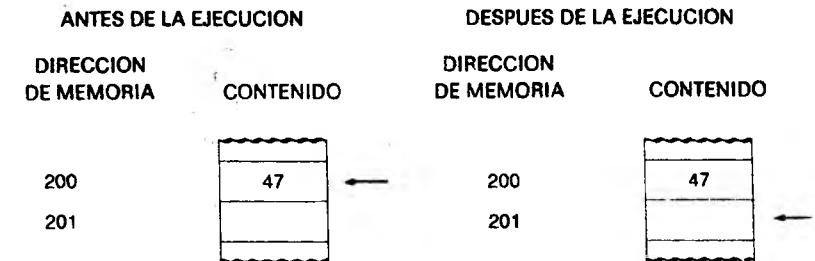 ANTES DE LA EJECUCION
DESPUES DE LA EJECUCION
DIRECCION
DE MEMORIA
CONTENIDO
DIRECCION
DE MEMORIA
CONTENIDO
200
47
200
47
201
201